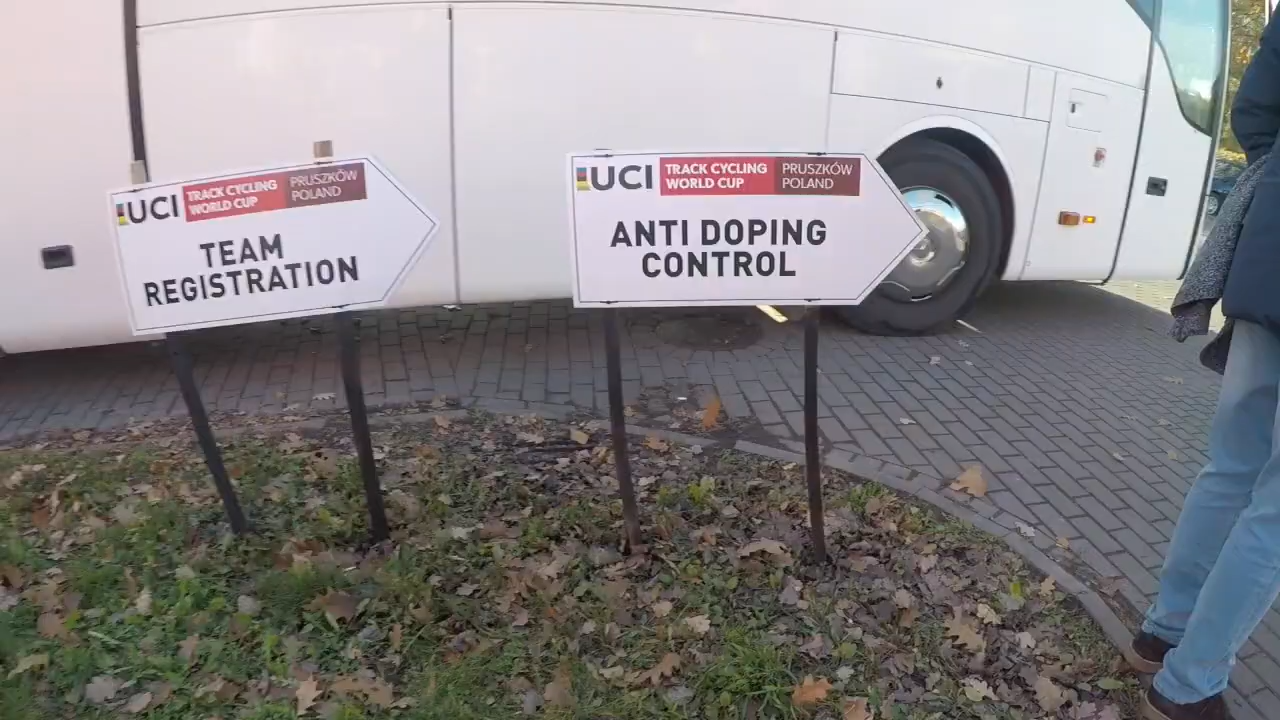 UCI TRACK CYCLING WORLD CUP PRUSZKÓW POLAND
TEAM
REGISTRATION
UCI TRACK CYCLING WORLD CUP PRUSZKÓW POLAND
ANTI DOPING
CONTROL